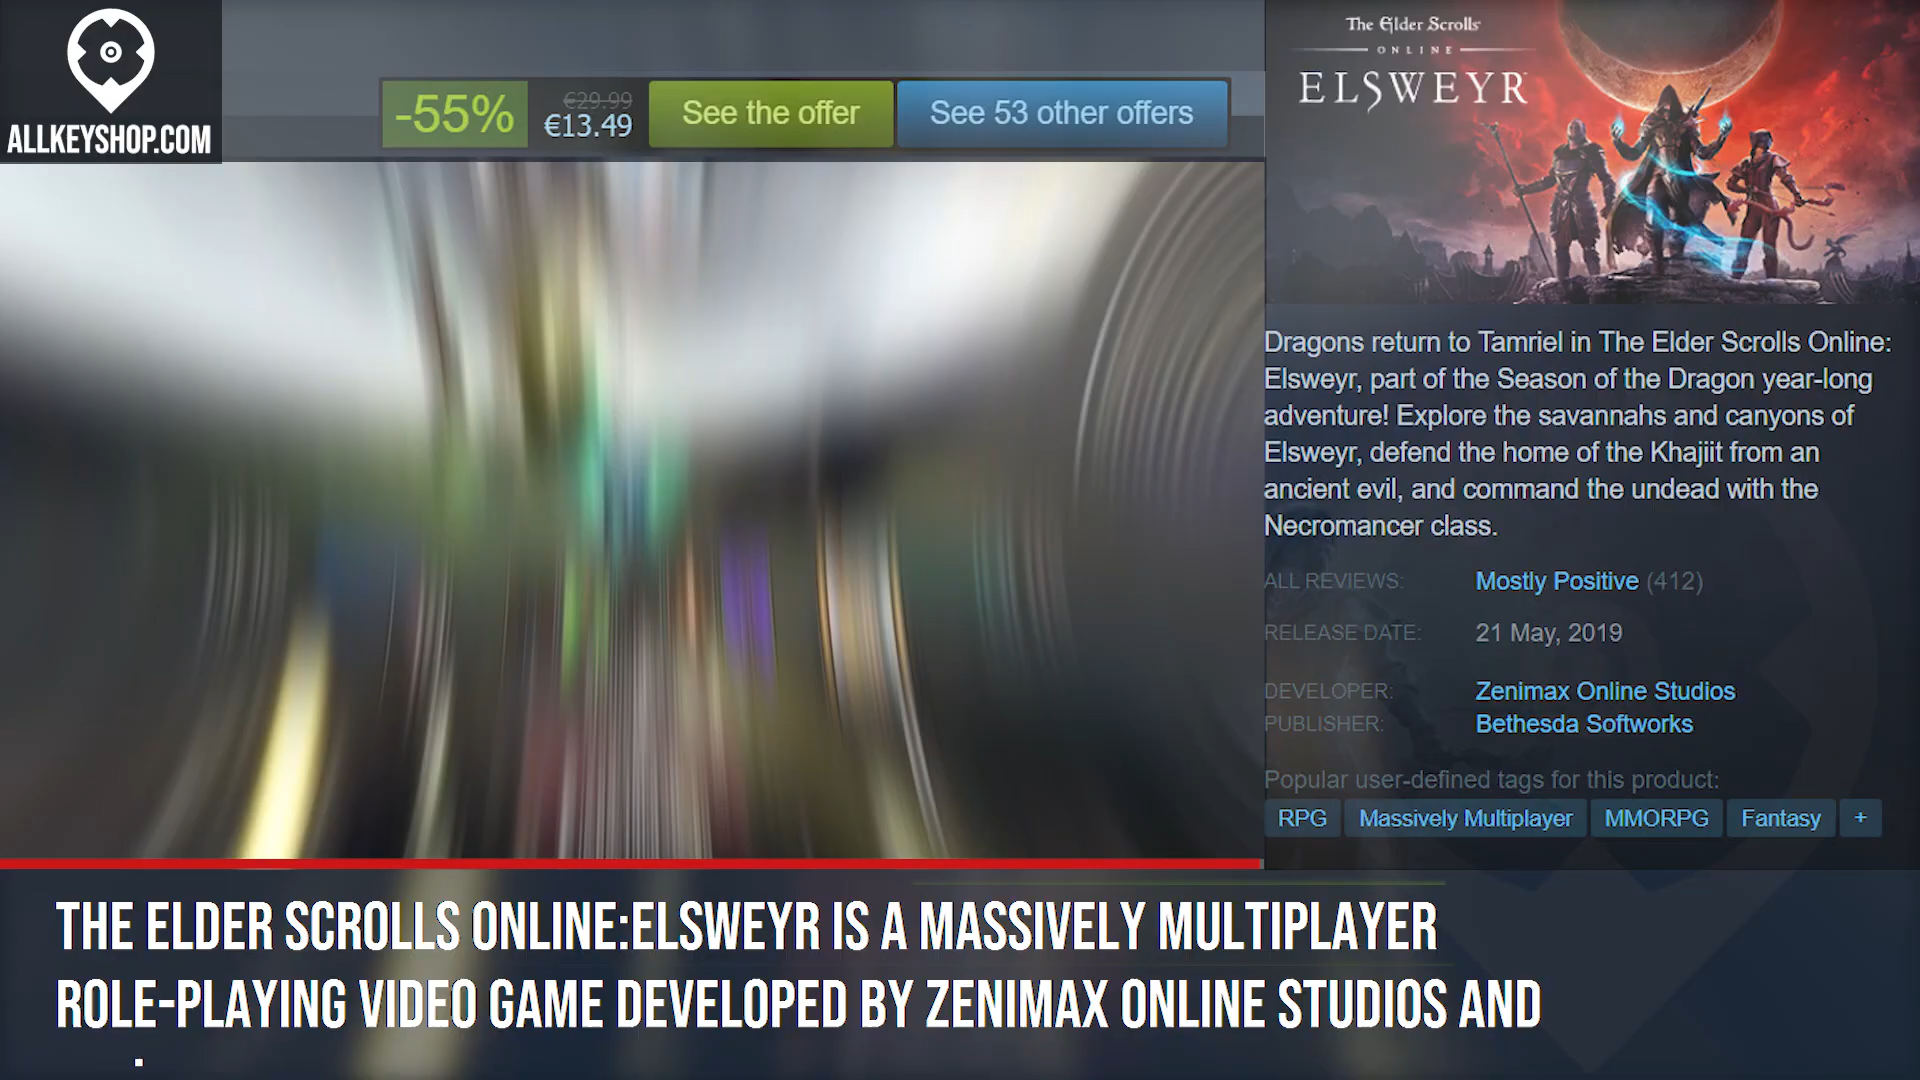 ALLKEYSHOP.COM
-55%
€29.99
€13.49
See the offer
See 53 other offers
The Elder Scrolls
ONLINE
ELSWEYR
Dragons return to Tamriel in The Elder Scrolls Online:
Elsweyr, part of the Season of the Dragon year-long
adventure! Explore the savannahs and canyons of
Elsweyr, defend the home of the Khajiit from an
ancient evil, and command the undead with the
Necromancer class.
ALL REVIEWS: Mostly Positive (412)
RELEASE DATE: 21 May, 2019
DEVELOPER: Zenimax Online Studios
PUBLISHER: Bethesda Softworks
Popular user-defined tags for this product:
RPG Massively Multiplayer MMORPG Fantasy +
THE ELDER SCROLLS ONLINE:ELSWEYR IS A MASSIVELY MULTIPLAYER
ROLE-PLAYING VIDEO GAME DEVELOPED BY ZENIMAX ONLINE STUDIOS AND